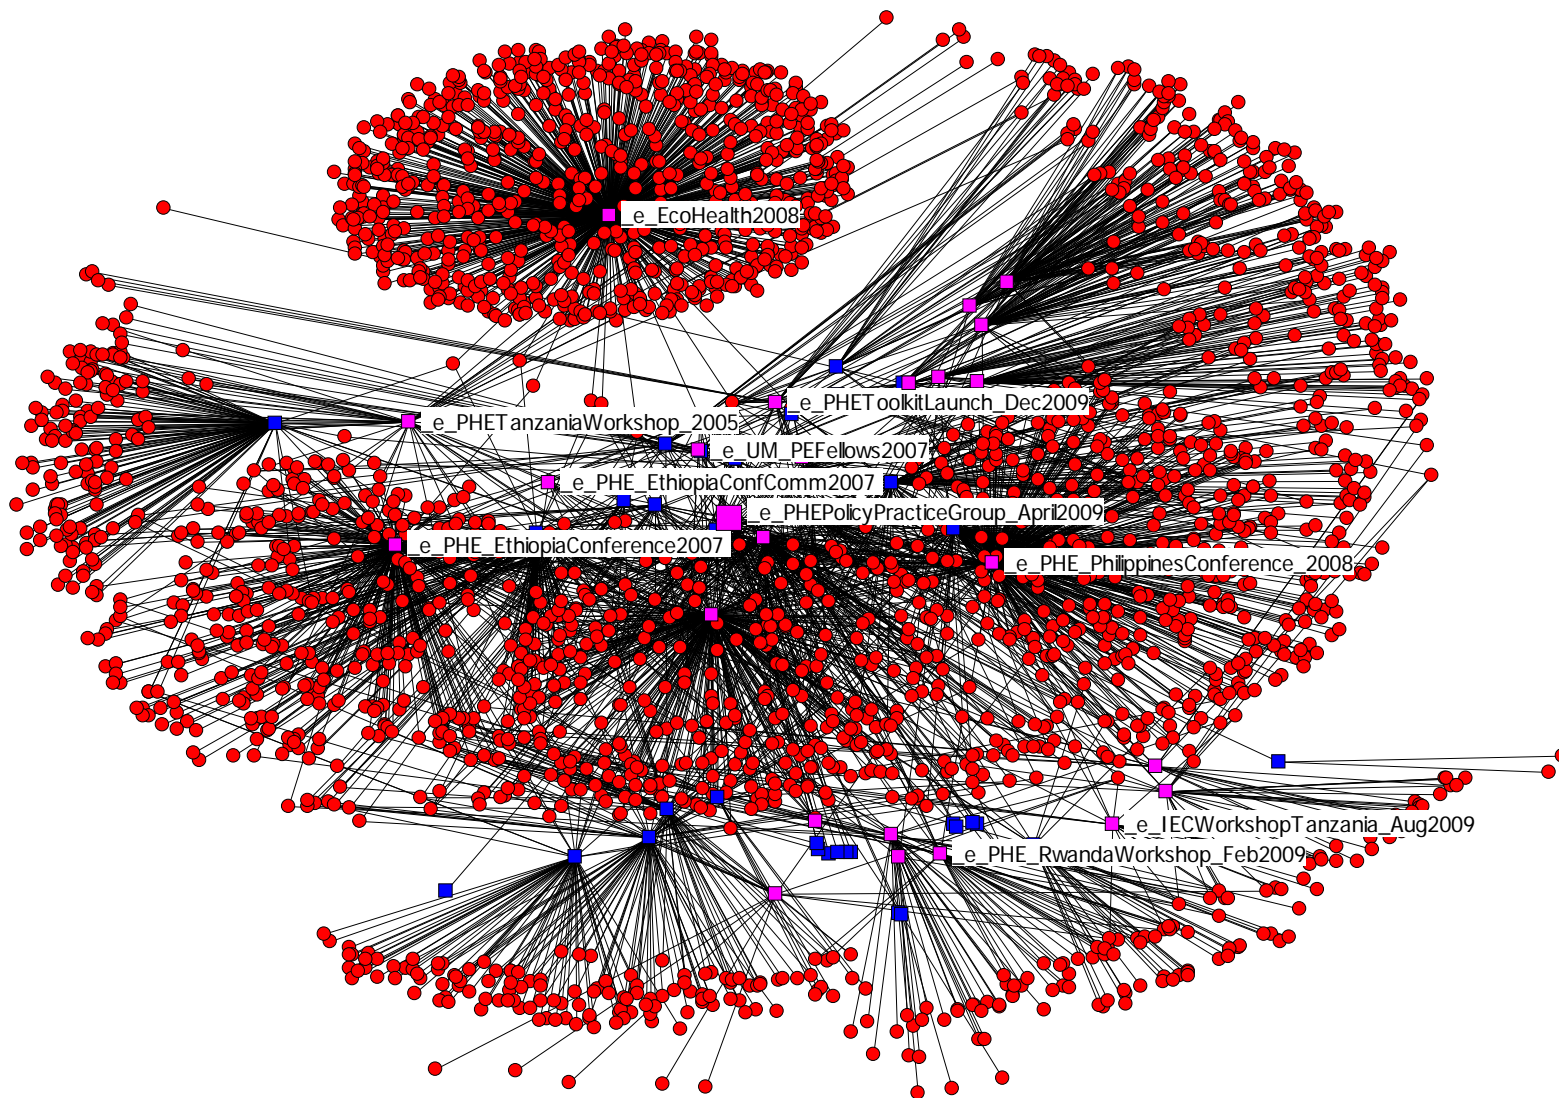 _e_EcoHealth2008
_e_PHEToolkitLaunch_Dec2009
_e_PHETanzaniaWorkshop_2005
_e_UM_PEFellows2007
_e_PHE_EthiopiaConfComm2007
_e_PHEPolicyPracticeGroup_April2009
_e_PHE_EthiopiaConference2007
_e_PHE_PhilippinesConference_2008
_e_IECWorkshopTanzania_Aug2009
_e_PHE_RwandaWorkshop_Feb2009